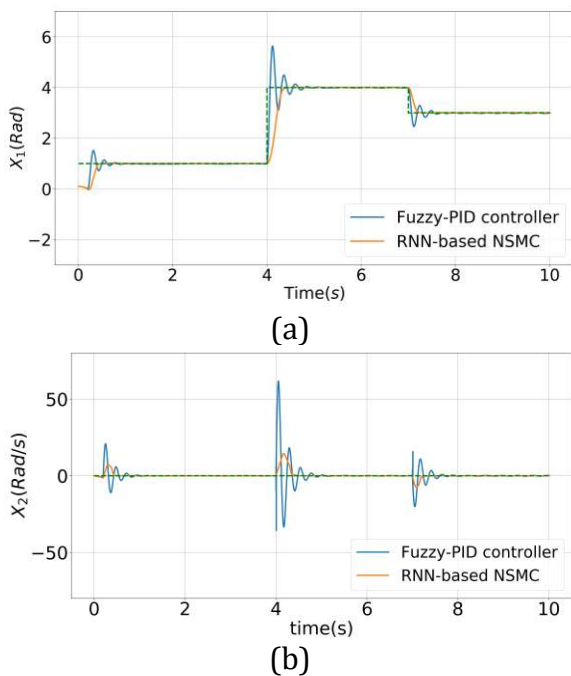 6
4
2
0
−2
X₁(Rad)
0
2
4
6
8
10
Time(s)
Fuzzy-PID controller
RNN-based NSMC
(a)
50
0
−50
X₂(Rad/s)
0
2
4
6
8
10
time(s)
Fuzzy-PID controller
RNN-based NSMC
(b)